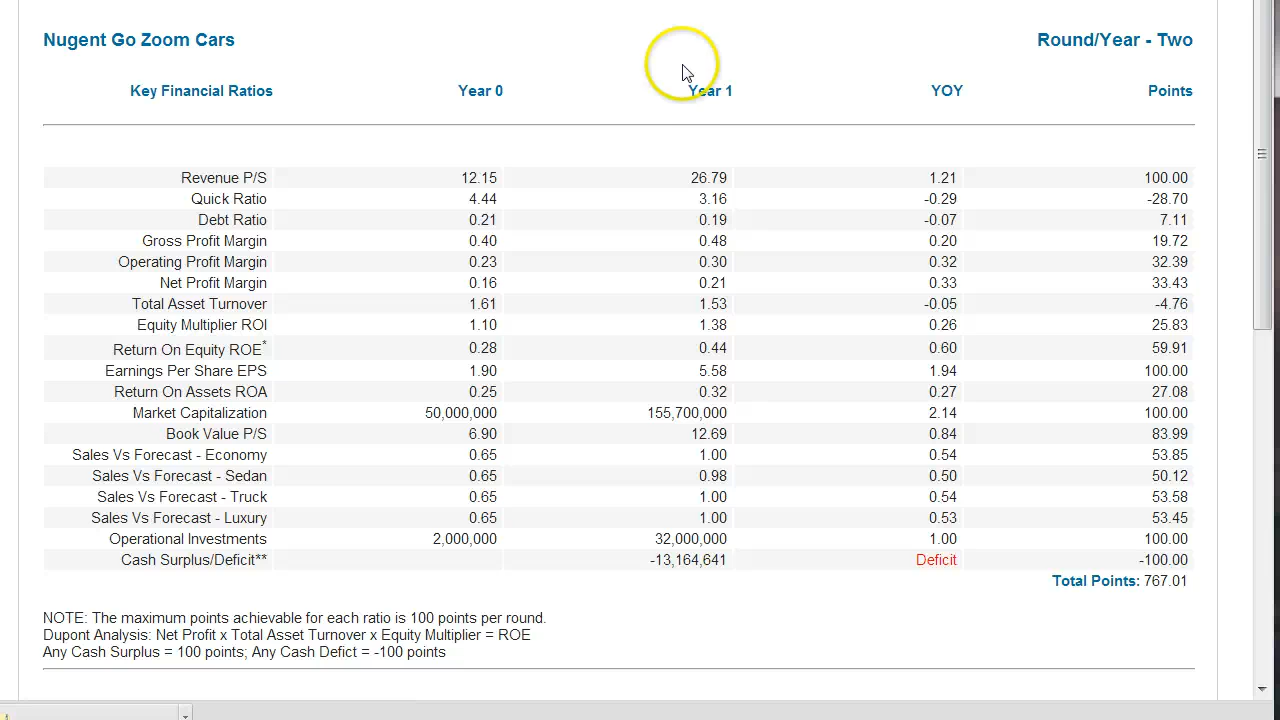 Nugent Go Zoom Cars Round/Year - Two
Key Financial Ratios Year 0 Year 1 YOY Points
Revenue P/S 12.15 26.79 1.21 100.00
Quick Ratio 4.44 3.16 -0.29 -28.70
Debt Ratio 0.21 0.19 -0.07 7.11
Gross Profit Margin 0.40 0.48 0.20 19.72
Operating Profit Margin 0.23 0.30 0.32 32.39
Net Profit Margin 0.16 0.21 0.33 33.43
Total Asset Turnover 1.61 1.53 -0.05 -4.76
Equity Multiplier ROI 1.10 1.38 0.26 25.83
Return On Equity ROE* 0.28 0.44 0.60 59.91
Earnings Per Share EPS 1.90 5.58 1.94 100.00
Return On Assets ROA 0.25 0.32 0.27 27.08
Market Capitalization 50,000,000 155,700,000 2.14 100.00
Book Value P/S 6.90 12.69 0.84 83.99
Sales Vs Forecast - Economy 0.65 1.00 0.54 53.85
Sales Vs Forecast - Sedan 0.65 0.98 0.50 50.12
Sales Vs Forecast - Truck 0.65 1.00 0.54 53.58
Sales Vs Forecast - Luxury 0.65 1.00 0.53 53.45
Operational Investments 2,000,000 32,000,000 1.00 100.00
Cash Surplus/Deficit** -13,164,641 Deficit -100.00
Total Points: 767.01
NOTE: The maximum points achievable for each ratio is 100 points per round.
Dupont Analysis: Net Profit x Total Asset Turnover x Equity Multiplier = ROE
Any Cash Surplus = 100 points; Any Cash Defict = -100 points